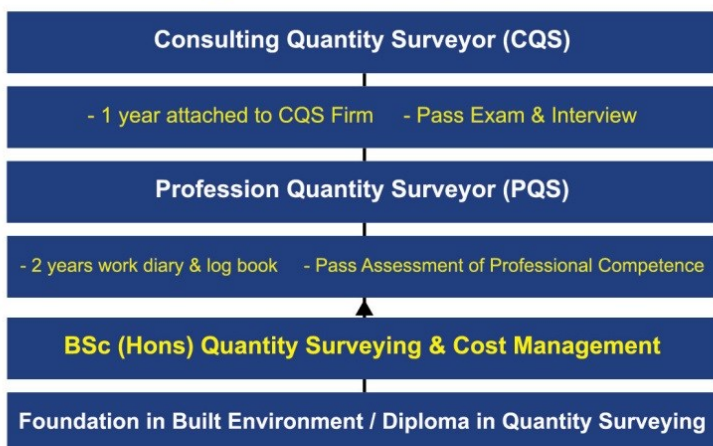 Consulting Quantity Surveyor (CQS)
- 1 year attached to CQS Firm - Pass Exam & Interview
Profession Quantity Surveyor (PQS)
- 2 years work diary & log book - Pass Assessment of Professional Competence
BSc (Hons) Quantity Surveying & Cost Management
Foundation in Built Environment / Diploma in Quantity Surveying